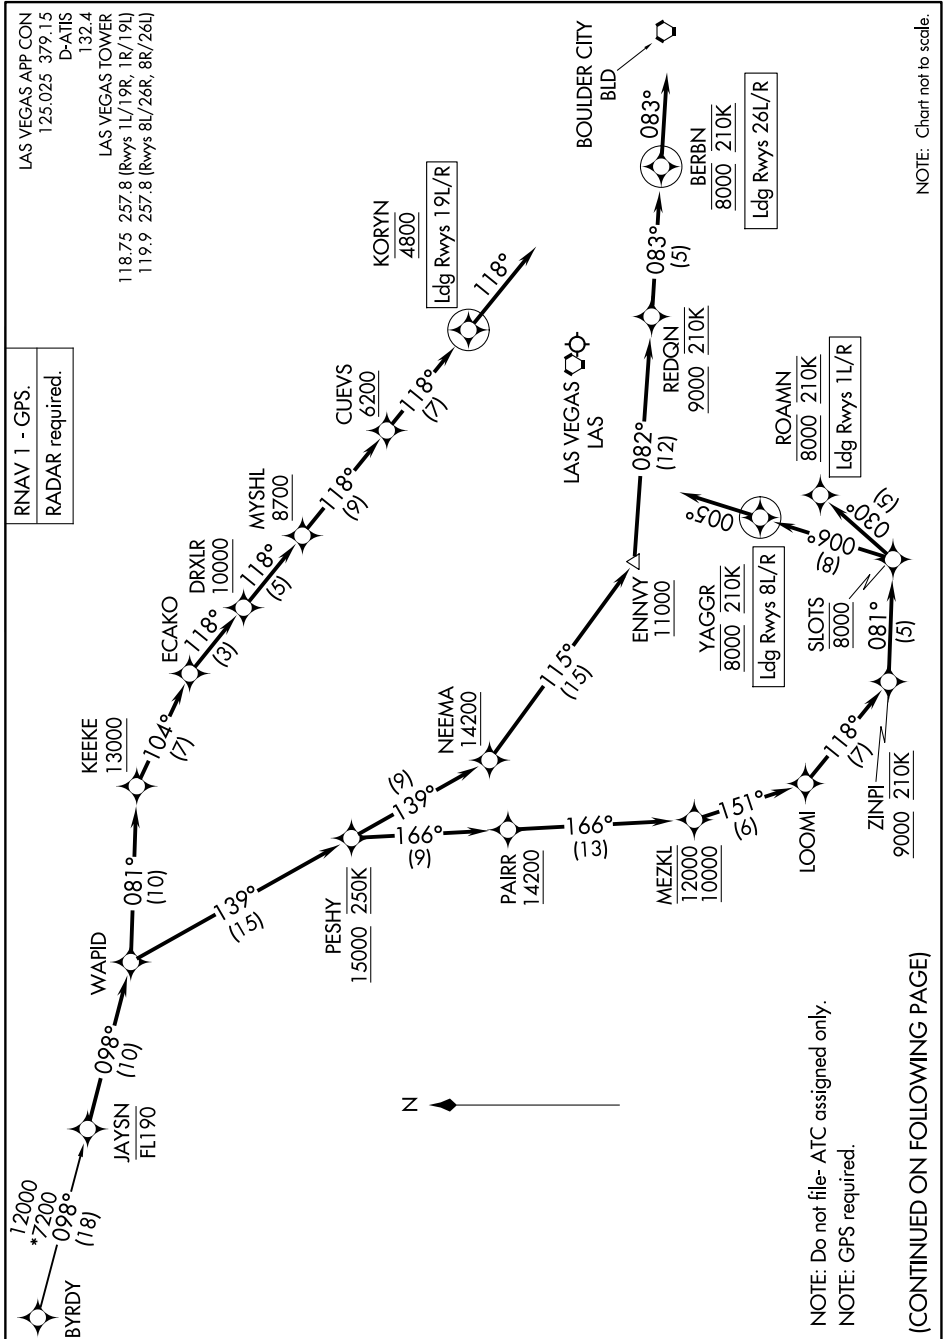 RNAV 1 - GPS.
RADAR required.
LAS VEGAS APP CON
125.025 379.15
D-ATIS
132.4
LAS VEGAS TOWER
118.75 257.8 (Rwys 1L/19R, 1R/19L)
119.9 257.8 (Rwys 8L/26R, 8R/26L)
12000
*7200
098°
(18)
BYRDY
JAYSN
FL190
098°
(10)
WAPID
081°
(10)
KEEKE
13000
104°
(7)
ECAKO
118°
(3)
DRXLR
10000
118°
(5)
MYSHL
8700
118°
(9)
CUEVS
6200
118°
(7)
KORYN
4800
Ldg Rwys 19L/R
118°
139°
(15)
PESHY
15000 250K
139°
(9)
NEEMA
14200
115°
(15)
ENNVY
11000
082°
(12)
LAS VEGAS
LAS
REDQN
9000 210K
083°
(5)
BERBN
8000 210K
Ldg Rwys 26L/R
083°
BOULDER CITY
BLD
166°
(9)
PAIRR
14200
166°
(13)
MEZKL
12000
10000
151°
(6)
LOOMI
118°
(7)
ZINPI
9000 210K
081°
(5)
SLOTS
8000
006°
(8)
YAGGR
8000 210K
Ldg Rwys 8L/R
005°
030°
(5)
ROAMN
8000 210K
Ldg Rwys 1L/R
N
NOTE: Do not file- ATC assigned only.
NOTE: GPS required.
(CONTINUED ON FOLLOWING PAGE)
NOTE: Chart not to scale.